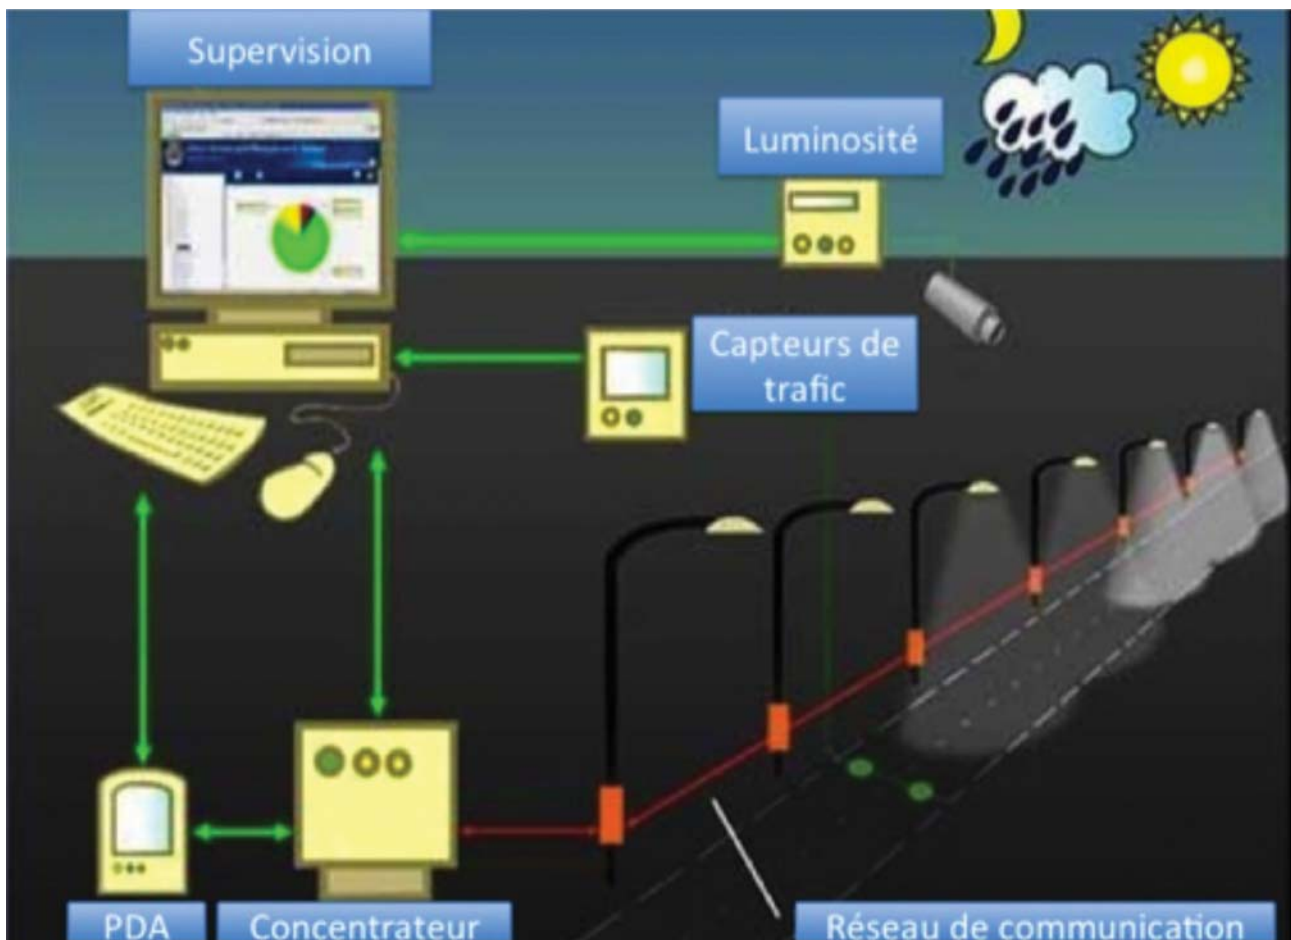 Supervision
Luminosité
Capteurs de
trafic
PDA
Concentrateur
Réseau de communication